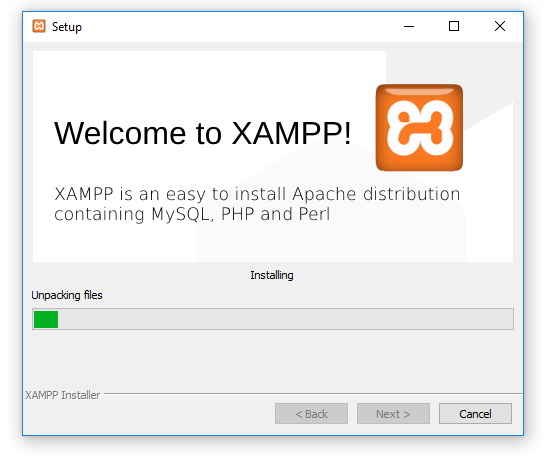 Setup
Welcome to XAMPP!
XAMPP is an easy to install Apache distribution
containing MySQL, PHP and Perl
Installing
Unpacking files
XAMPP Installer
< Back
Next >
Cancel